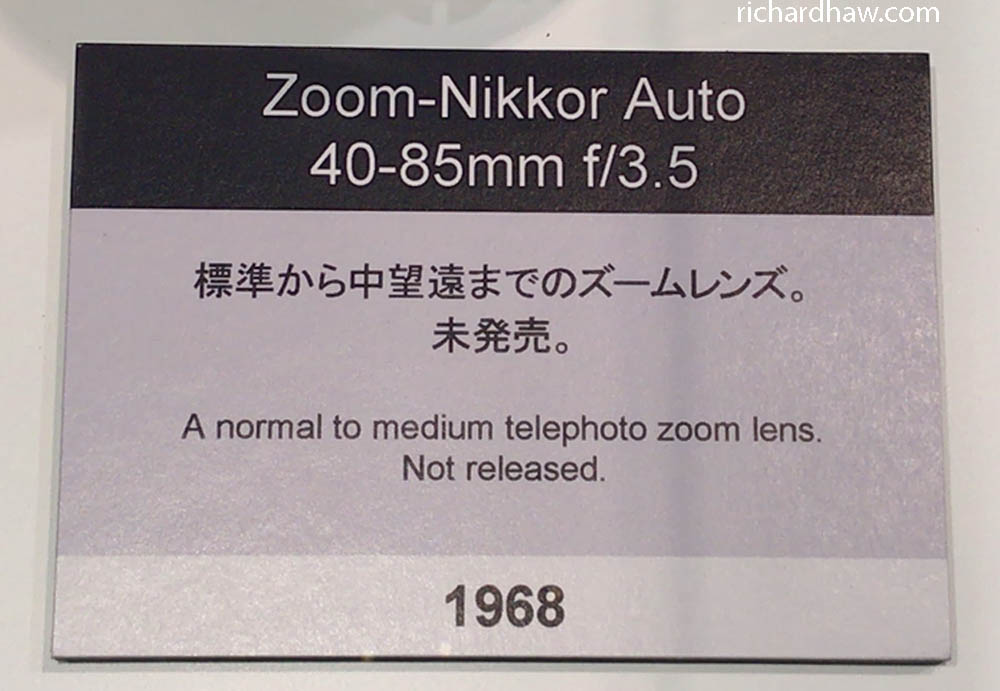 richardhaw.com
Zoom-Nikkor Auto
40-85mm f/3.5
標準から中望遠までのズームレンズ。
未発売。
A normal to medium telephoto zoom lens.
Not released.
1968